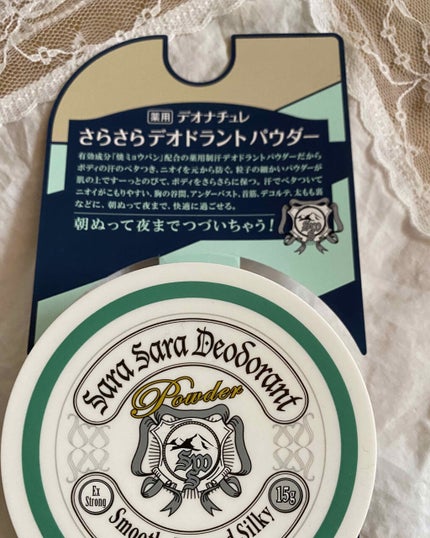 薬用 デオナチュレ
さらさらデオドラントパウダー
有効成分「焼ミョウバン」配合の薬用制汗デオドラントパウダーだから
ボディの汗のベタつき、ニオイを元から防ぐ。粒子の細かいパウダーが
肌の上ですーっとのびて、ボディをさらさらに保つ。汗でベタついて
ニオイがこもりやすい、胸の谷間、アンダーバスト、首筋、デコルテ、太もも裏
などに、朝ぬって夜まで、快適に過ごせる。
朝ぬって夜までつづいちゃう!
Sara Sara Deodorant
Powder
Ex
Strong
15g
Smooth
Silky